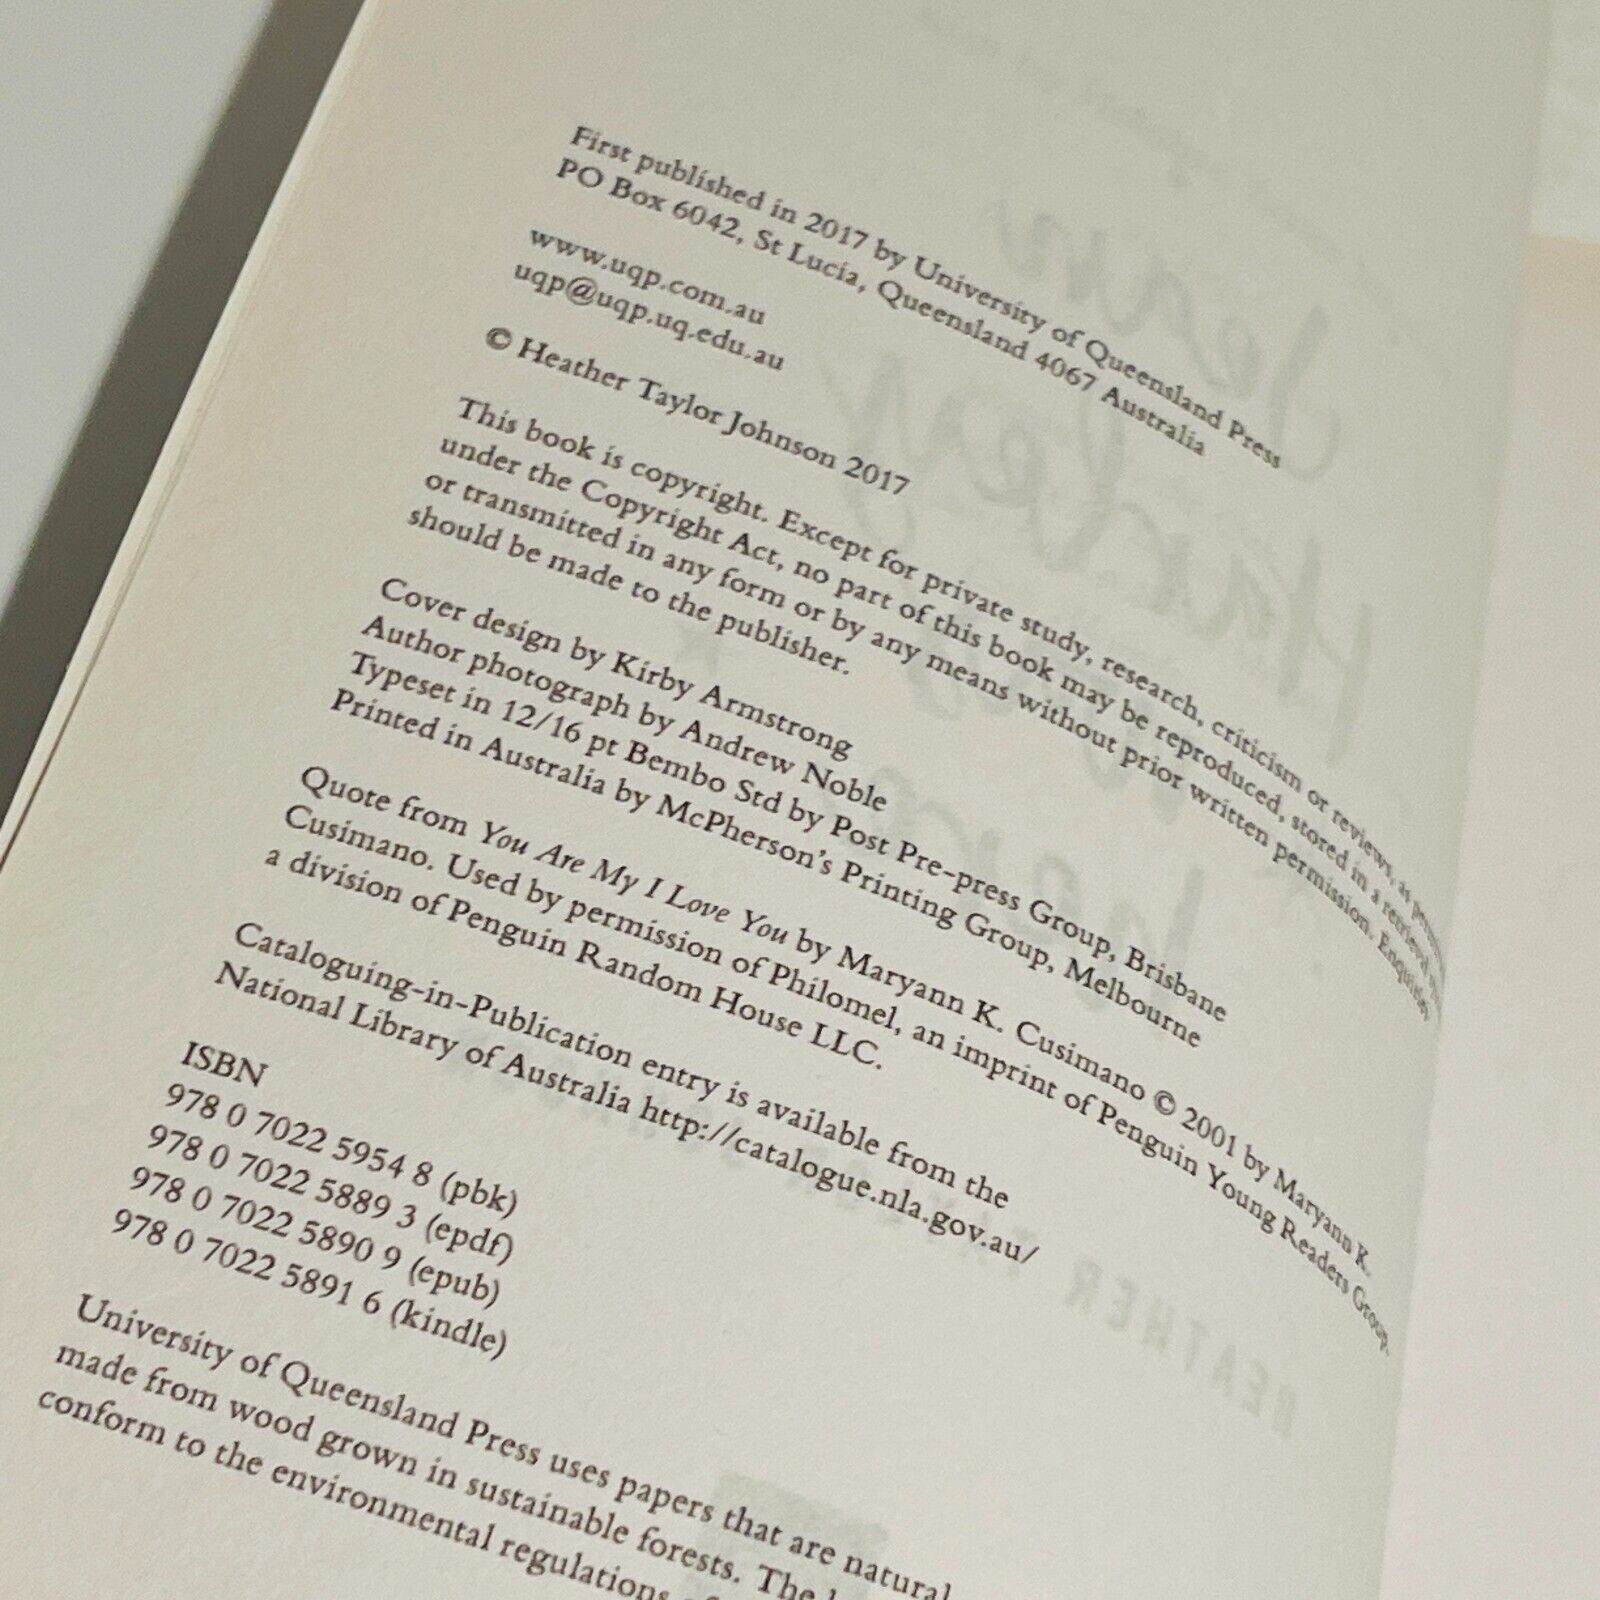 First published in 2017 by University of Queensland Press
PO Box 6042, St Lucia, Queensland 4067 Australia
www.uqp.com.au
uqp@uqp.uq.edu.au
© Heather Taylor Johnson 2017
This book is copyright. Except for private study, research, criticism or reviews, as
under the Copyright Act, no part of this book may be reproduced, stored in a retrieval
or transmitted in any form or by any means without prior written permission. Enquiries
should be made to the publisher.
Cover design by Kirby Armstrong
Author photograph by Andrew Noble
Typeset in 12/16 pt Bembo Std by Post Pre-press Group, Brisbane
Printed in Australia by McPherson's Printing Group, Melbourne
Quote from You Are My I Love You by Maryann K. Cusimano © 2001 by Maryann K.
Cusimano. Used by permission of Philomel, an imprint of Penguin Young Readers Group,
a division of Penguin Random House LLC.
Cataloguing-in-Publication entry is available from the
National Library of Australia http://catalogue.nla.gov.au/
ISBN
978 0 7022 5954 8 (pbk)
978 0 7022 5889 3 (epdf)
978 0 7022 5890 9 (epub)
978 0 7022 5891 6 (kindle)
University of Queensland Press uses papers that are natural
made from wood grown in sustainable forests. The
conform to the environmental regulations